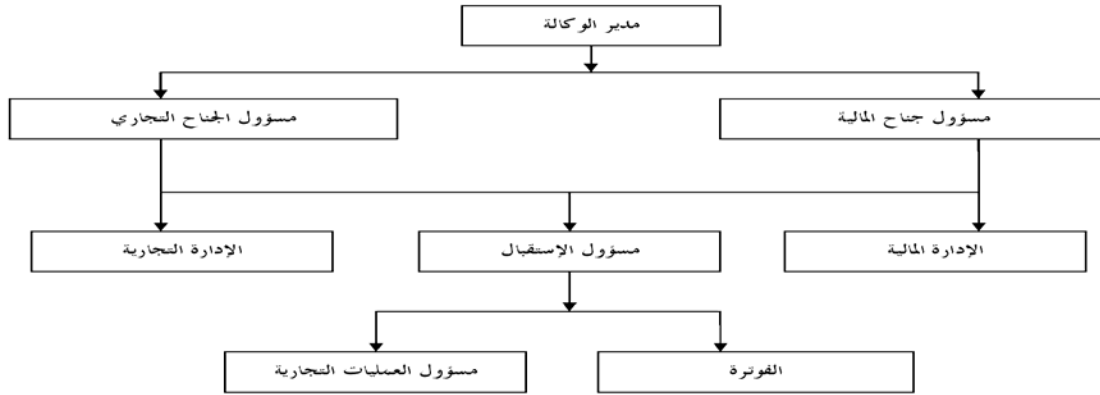 مدير الوكالة
مسؤول جناح المالية
مسؤول الجناح التجاري
الإدارة المالية
مسؤول الإستقبال
الإدارة التجارية
الفوترة
مسؤول العمليات التجارية